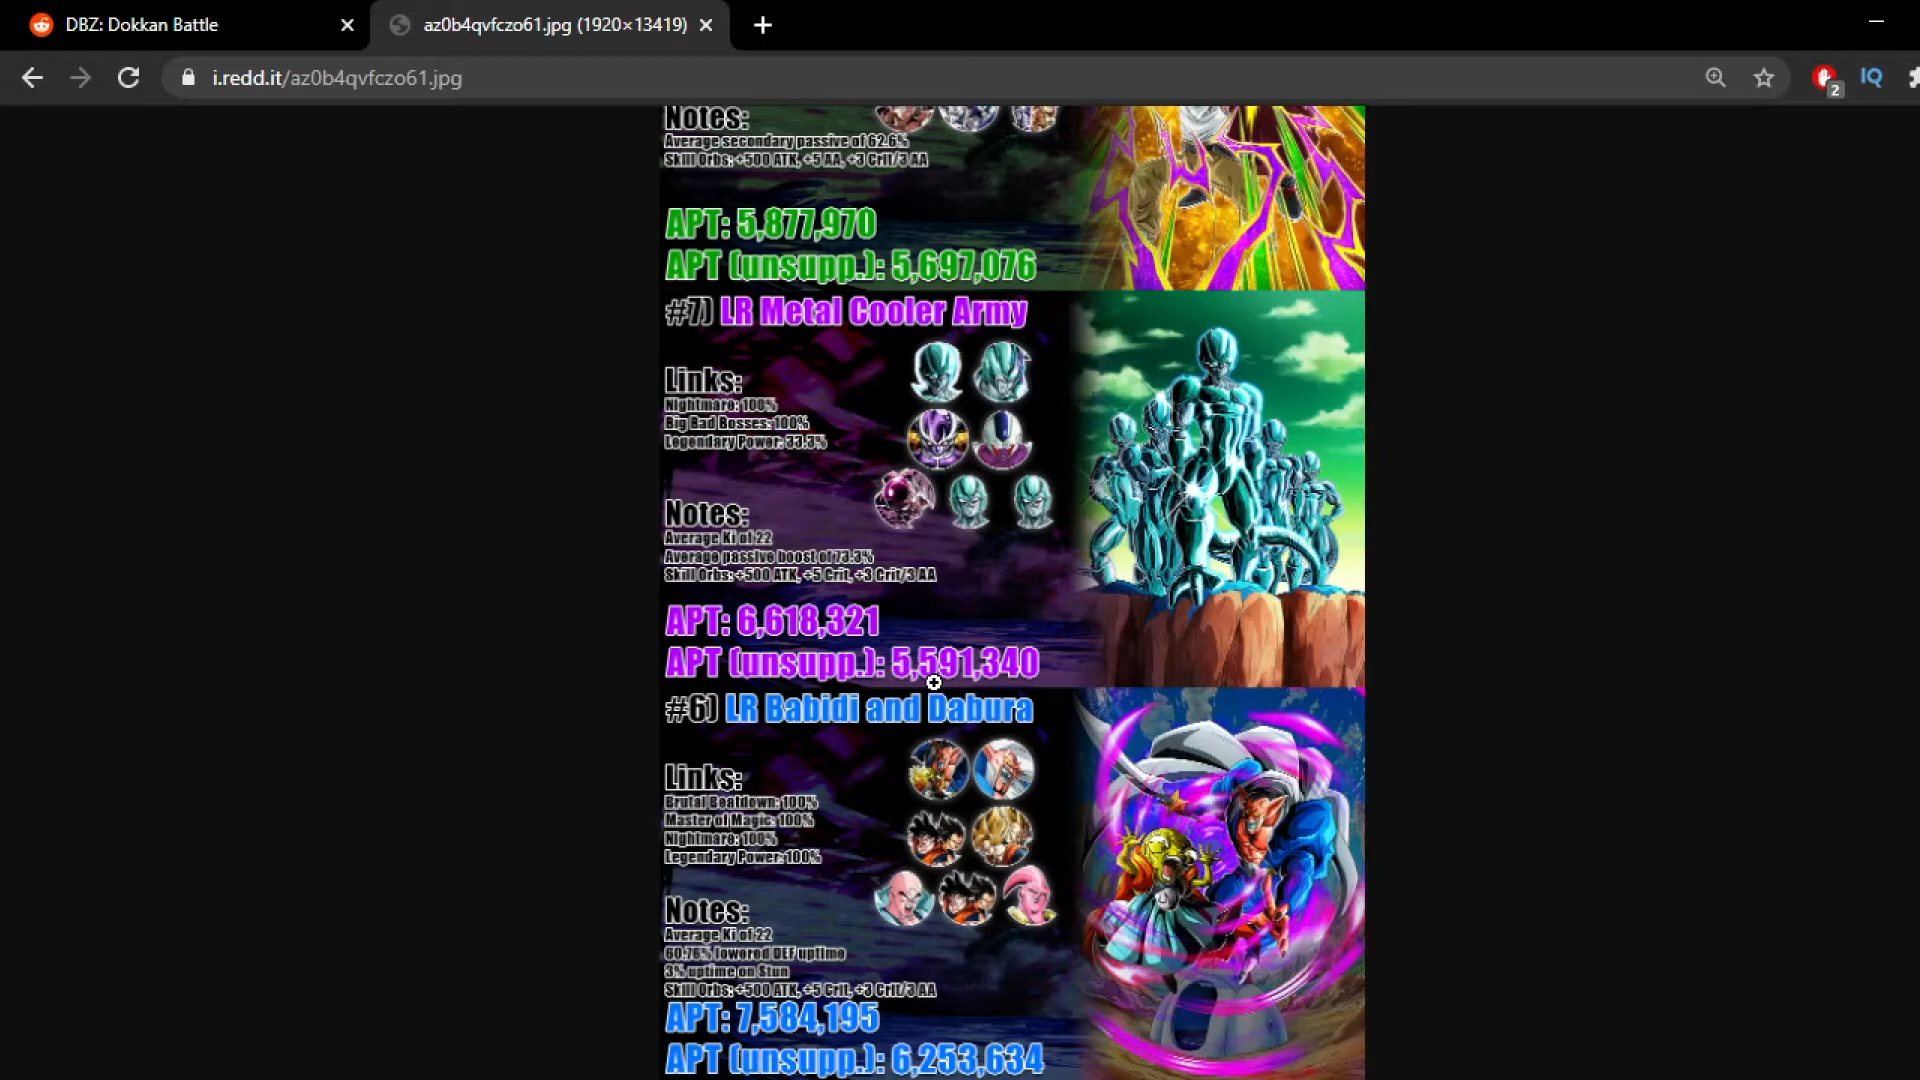 DBZ: Dokkan Battle
az0b4qvfczo61.jpg (1920×13419)
i.redd.it/az0b4qvfczo61.jpg
2
IQ
Notes:
Average secondary passive of 62.6%
Skill Orbs: +500 ATK, +5 AA, +3 Crit/3 AA
APT: 5,877,970
APT (unsupp.): 5,697,076
#7) LR Metal Cooler Army
Links:
Nightmare: 100%
Big Bad Bosses: 100%
Legendary Power: 33.3%
Notes:
Average Ki of 22
Average passive boost of 73.3%
Skill Orbs: +500 ATK, +5 Crit, +3 Crit/3 AA
APT: 6,618,321
APT (unsupp.): 5,591,340
#6) LR Babidi and Dabura
Links:
Brutal Beatdown: 100%
Master of Magic: 100%
Nightmare: 100%
Legendary Power: 100%
Notes:
Average Ki of 22
60.76% lowered DEF uptime
3% uptime on Stun
Skill Orbs: +500 ATK, +5 Crit, +3 Crit/3 AA
APT: 7,584,195
APT (unsupp.): 6,253,634